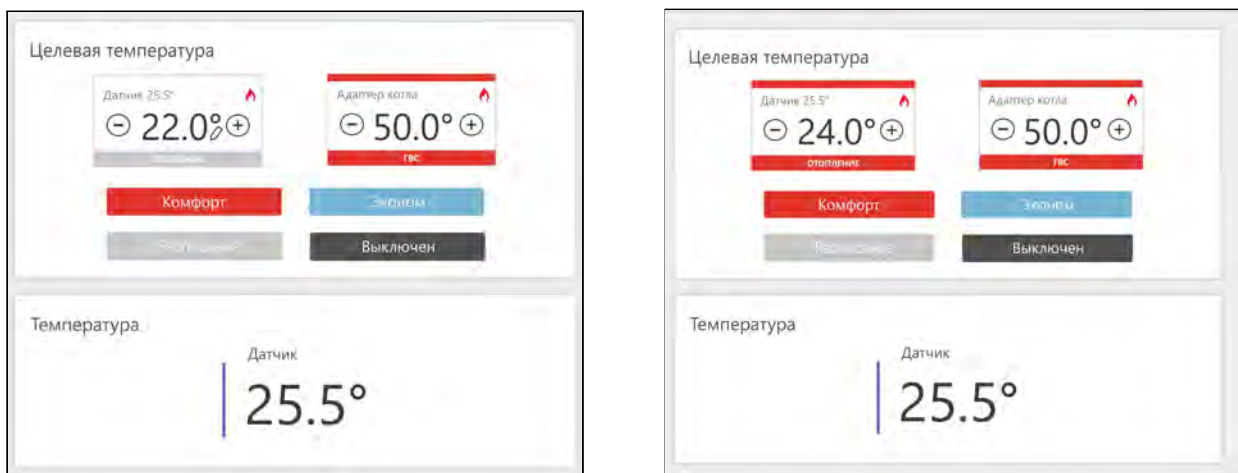 Целевая температура
Датчик 25.5°
22.0°
Адаптер котла
50.0°
ГВС
Комфорт
Эконом
Выключен
Температура
Датчик
25.5°
Целевая температура
Датчик 25.5°
24.0°
ОТОПЛЕНИЕ
Адаптер котла
50.0°
ГВС
Комфорт
Эконом
Выключен
Температура
Датчик
25.5°